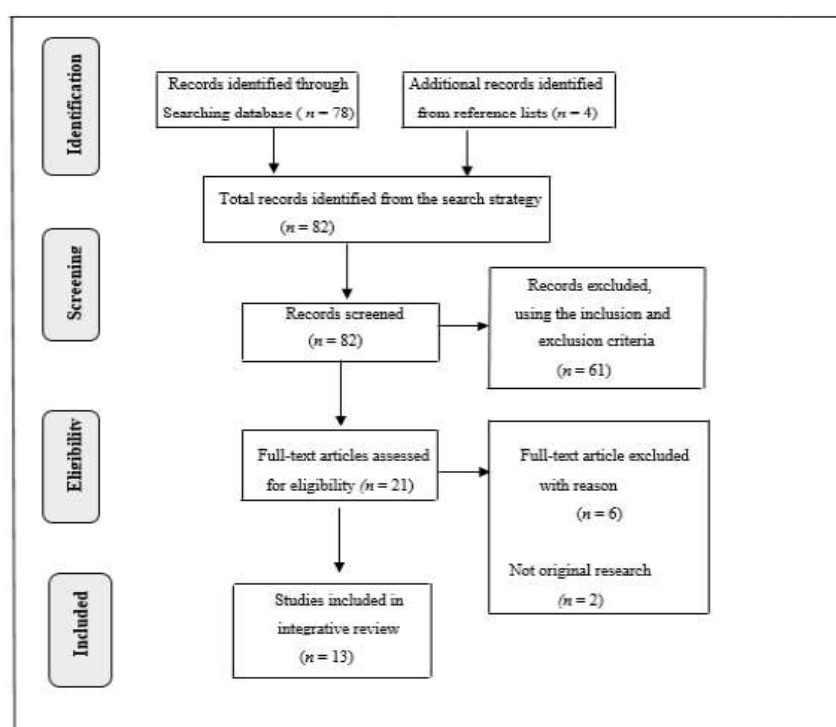 Identification
Records identified through
Searching database ( n = 78)
Additional records identified
from reference lists (n = 4)
Total records identified from the search strategy
(n = 82)
Screening
Records screened
(n = 82)
Records excluded,
using the inclusion and
exclusion criteria
(n = 61)
Eligibility
Full-text articles assessed
for eligibility (n = 21)
Full-text article excluded
with reason
(n = 6)
Not original research
(n = 2)
Included
Studies included in
integrative review
(n = 13)